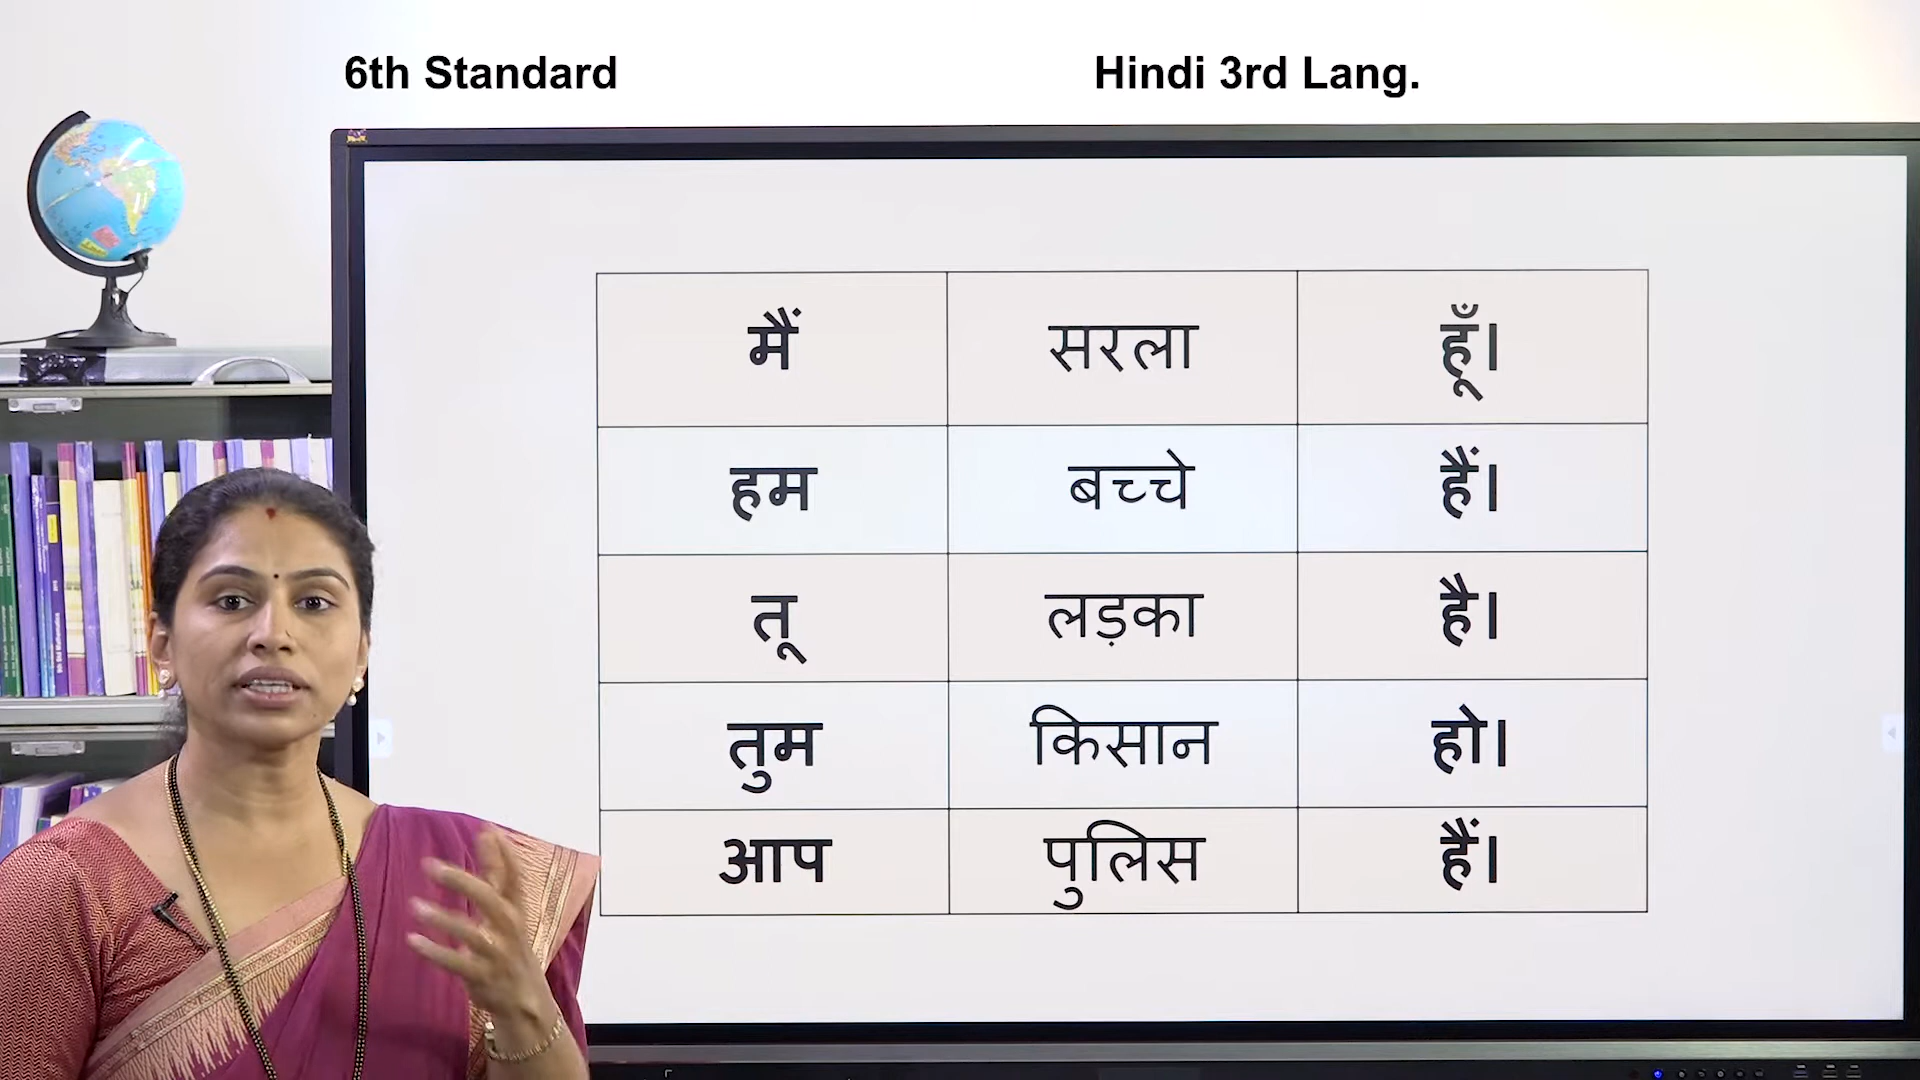 6th Standard Hindi 3rd Lang.
मैं सरला हूँ।
हम बच्चे हैं।
तू लड़का है।
तुम किसान हो।
आप पुलिस हैं।